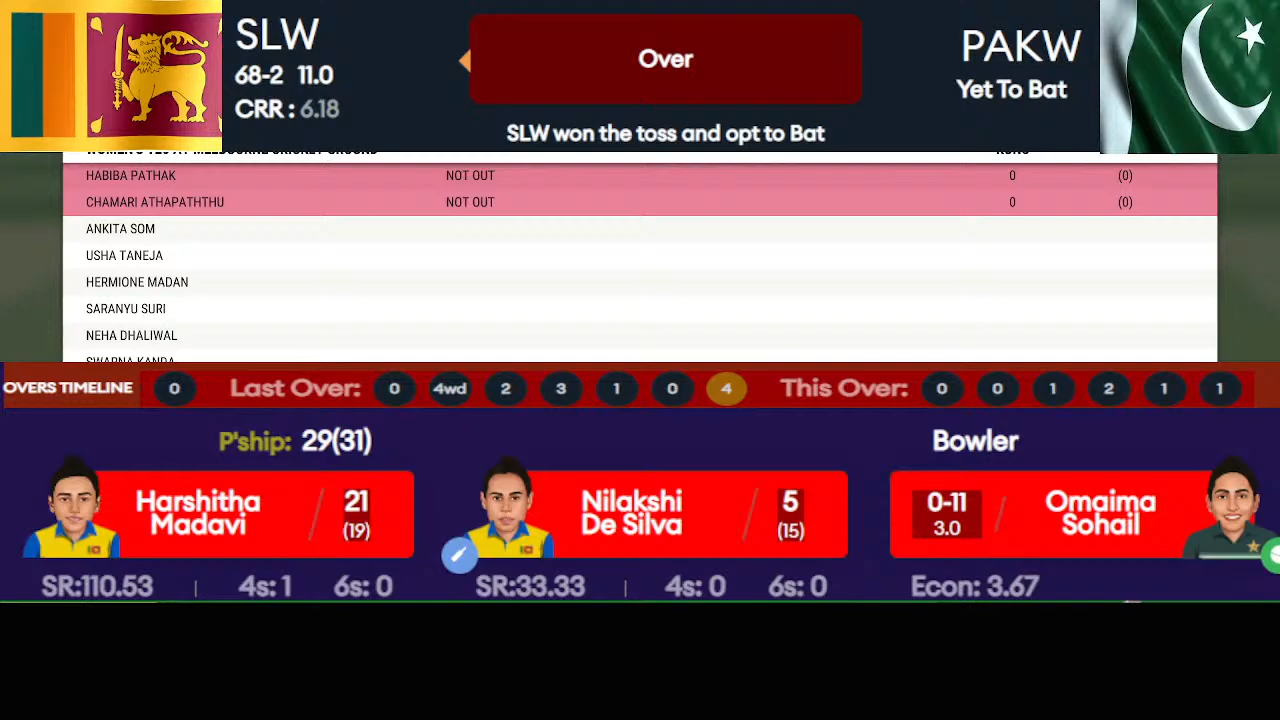 SLW
68-2 11.0
CRR : 6.18
Over
SLW won the toss and opt to Bat
PAKW
Yet To Bat
HABIBA PATHAK NOT OUT 0 (0)
CHAMARI ATHAPATHTHU NOT OUT 0 (0)
ANKITA SOM
USHA TANEJA
HERMIONE MADAN
SARANYU SURI
NEHA DHALIWAL
OVERS TIMELINE 0 Last Over: 0 4wd 2 3 1 0 4 This Over: 0 0 1 2 1 1
P'ship: 29(31)
Bowler
Harshitha
Madavi
21
(19)
SR:110.53 | 4s: 1 6s: 0
Nilakshi
De Silva
5
(15)
SR:33.33 | 4s: 0 6s: 0
0-11
3.0
Omaima
Sohail
Econ: 3.67